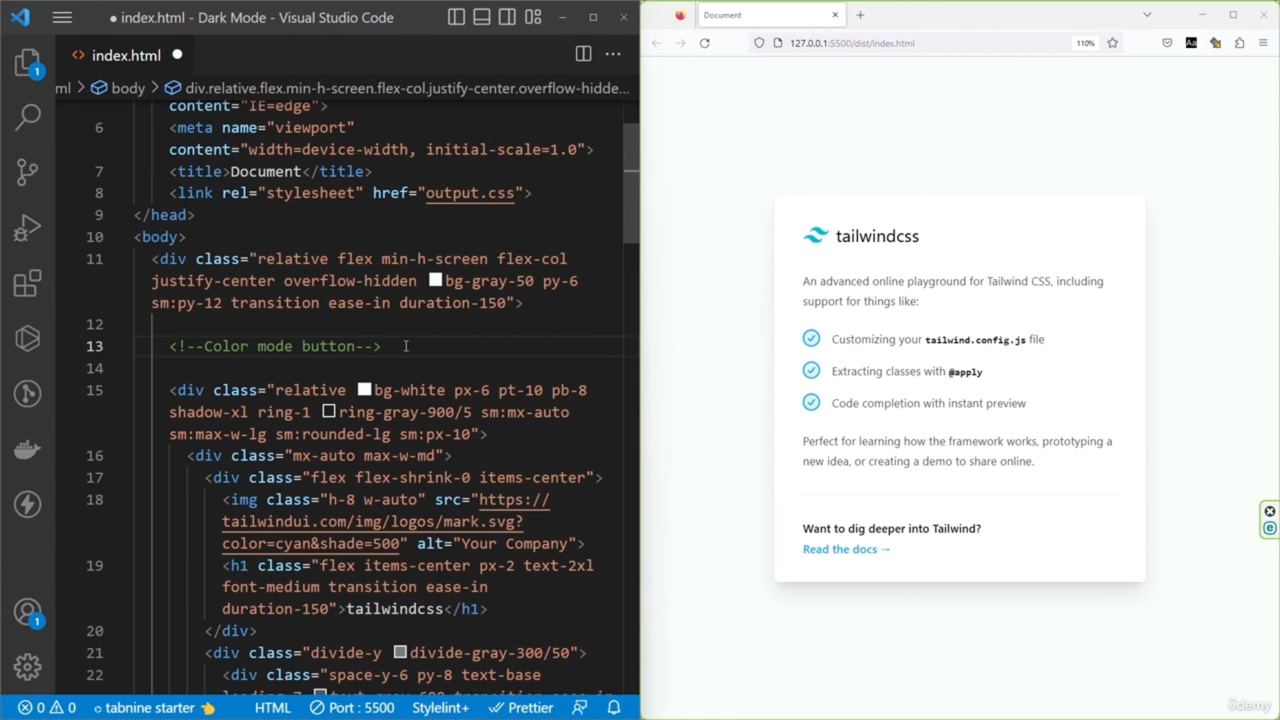 index.html - Dark Mode - Visual Studio Code
index.html
ml > body > div.relative.flex.min-h-screen.flex-col.justify-center.overflow-hidde...
content="IE=edge">
6 <meta name="viewport"
content="width=device-width, initial-scale=1.0">
7 <title>Document</title>
8 <link rel="stylesheet" href="output.css">
9 </head>
10 <body>
11 <div class="relative flex min-h-screen flex-col
justify-center overflow-hidden bg-gray-50 py-6
sm:py-12 transition ease-in duration-150">
12
13 <!--Color mode button-->
14
15 <div class="relative bg-white px-6 pt-10 pb-8
shadow-xl ring-1 ring-gray-900/5 sm:mx-auto
sm:max-w-lg sm:rounded-lg sm:px-10">
16 <div class="mx-auto max-w-md">
17 <div class="flex flex-shrink-0 items-center">
18 <img class="h-8 w-auto" src="https://
tailwindui.com/img/logos/mark.svg?
color=cyan&shade=500" alt="Your Company">
19 <h1 class="flex items-center px-2 text-2xl
font-medium transition ease-in
duration-150">tailwindcss</h1>
20 </div>
21 <div class="divide-y divide-gray-300/50">
22 <div class="space-y-6 py-8 text-base
1
1
0 0 tabnine starter HTML Port : 5500 Stylelint+ Prettier
Document
127.0.0.1:5500/dist/index.html 110%
tailwindcss
An advanced online playground for Tailwind CSS, including
support for things like:
Customizing your tailwind.config.js file
Extracting classes with @apply
Code completion with instant preview
Perfect for learning how the framework works, prototyping a
new idea, or creating a demo to share online.
Want to dig deeper into Tailwind?
Read the docs →
ûdemy